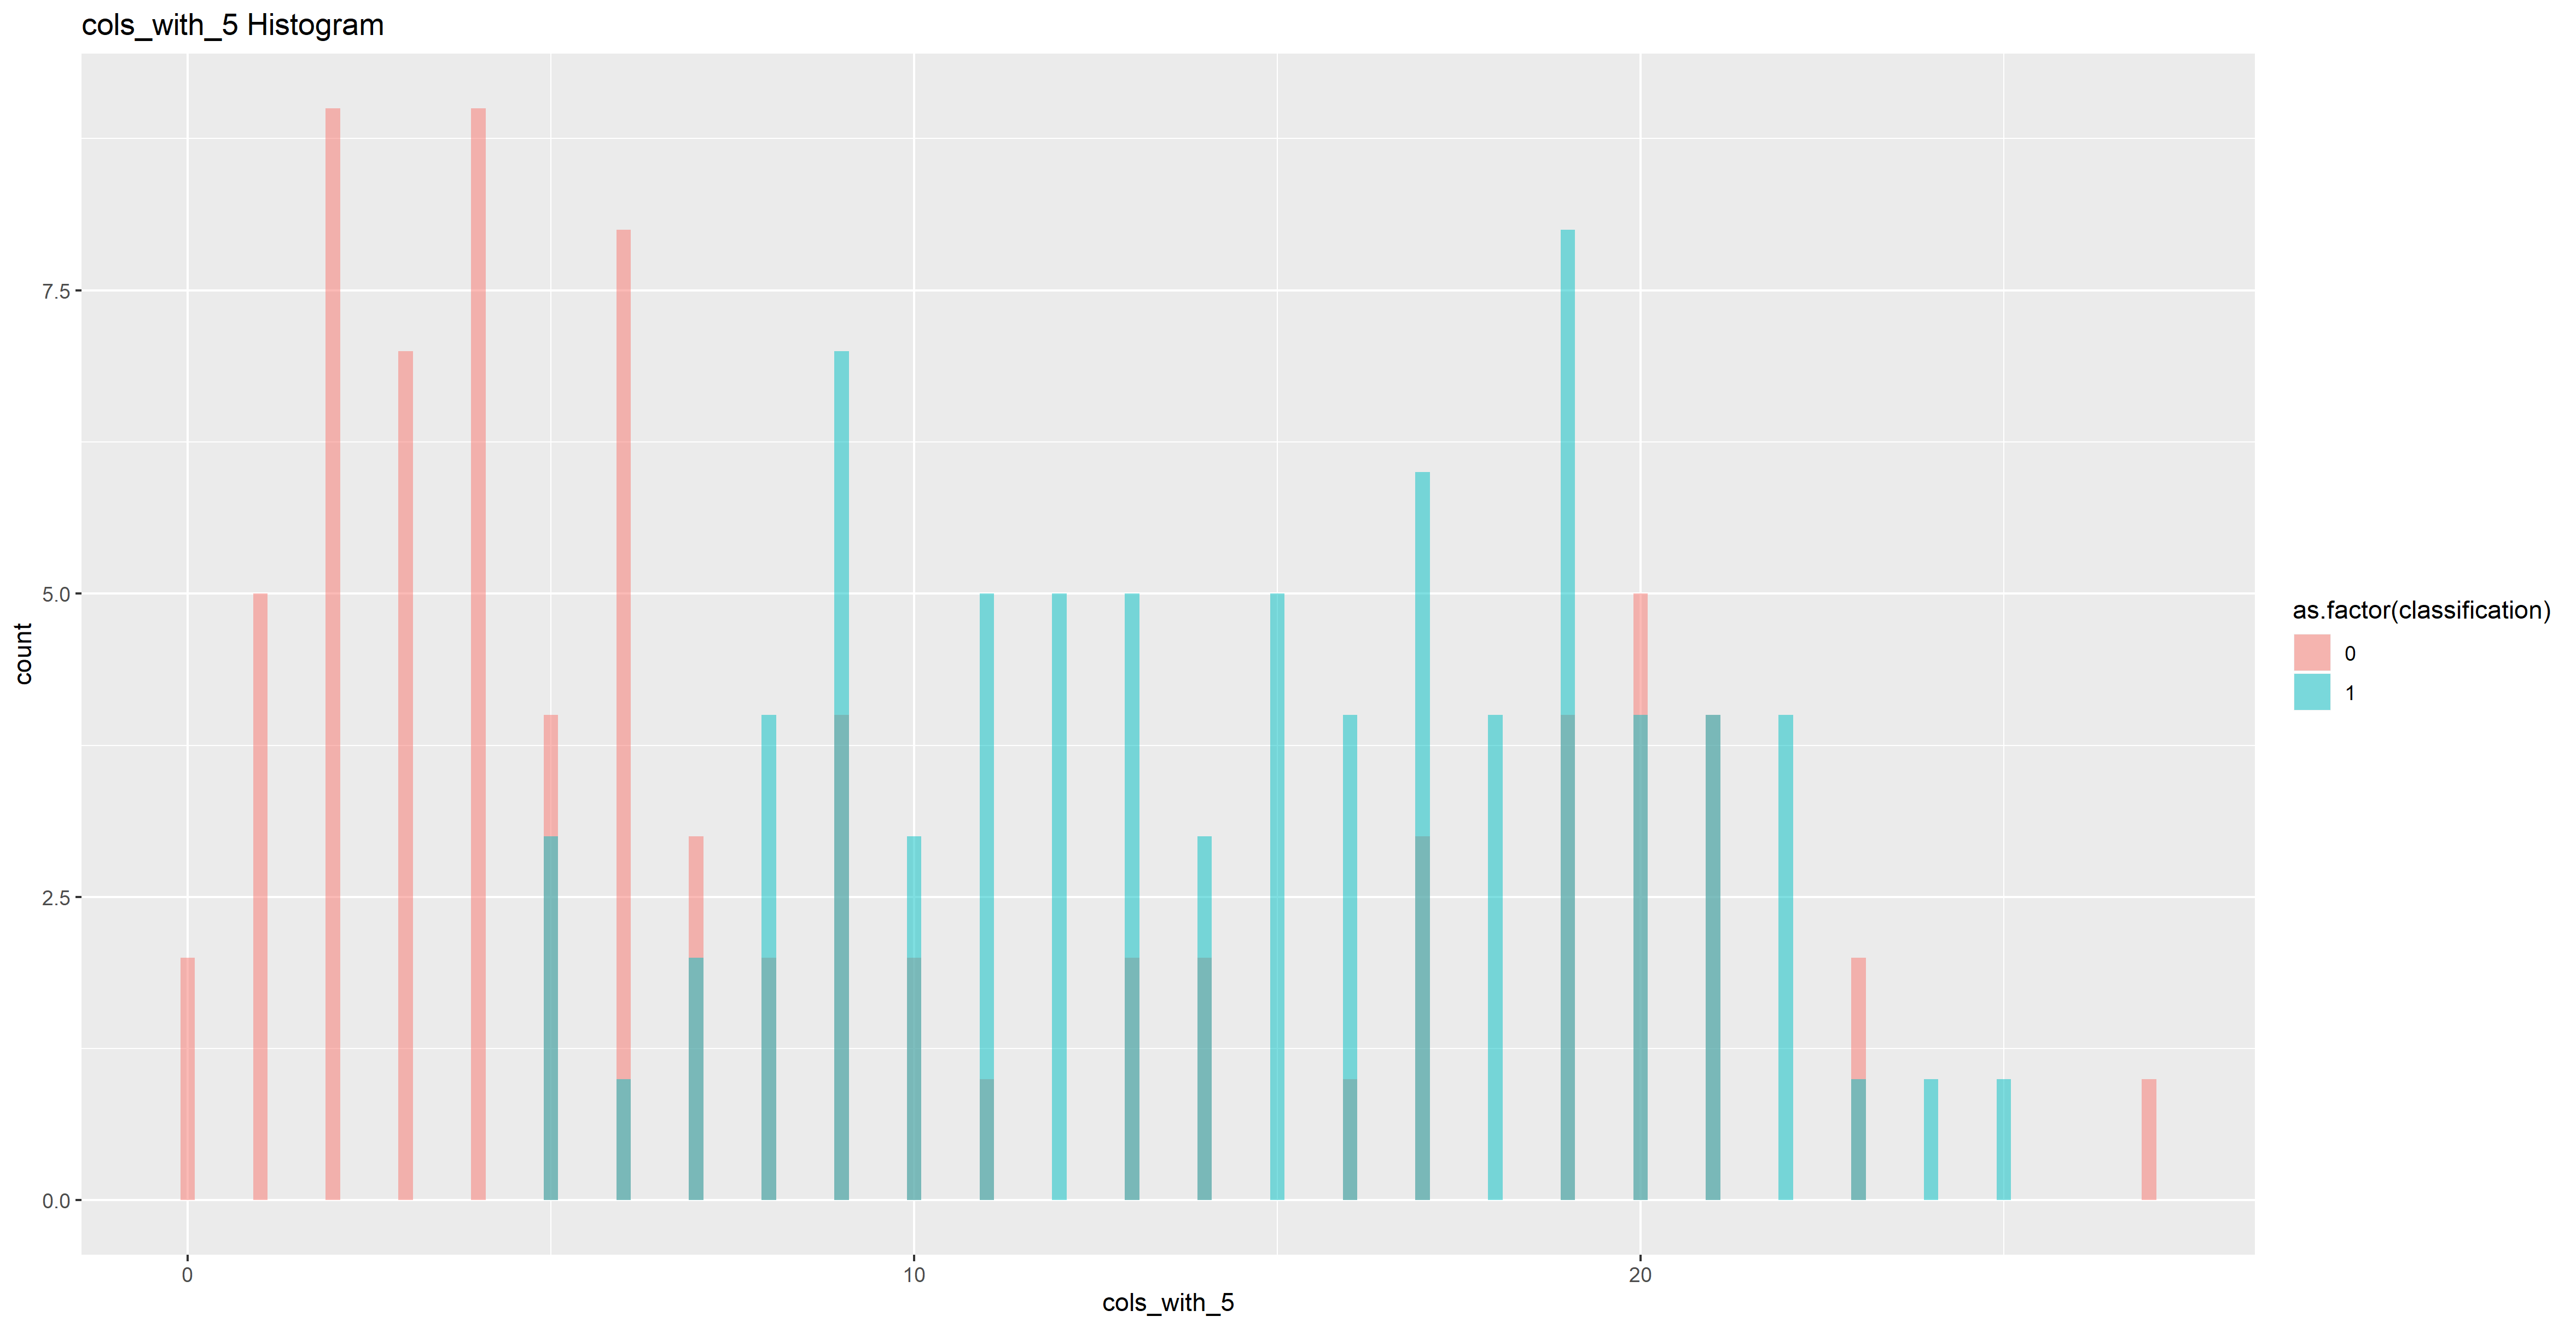 cols_with_5 Histogram
7.5
5.0
2.5
0.0
count
0
10
20
cols_with_5
as.factor(classification)
0
1